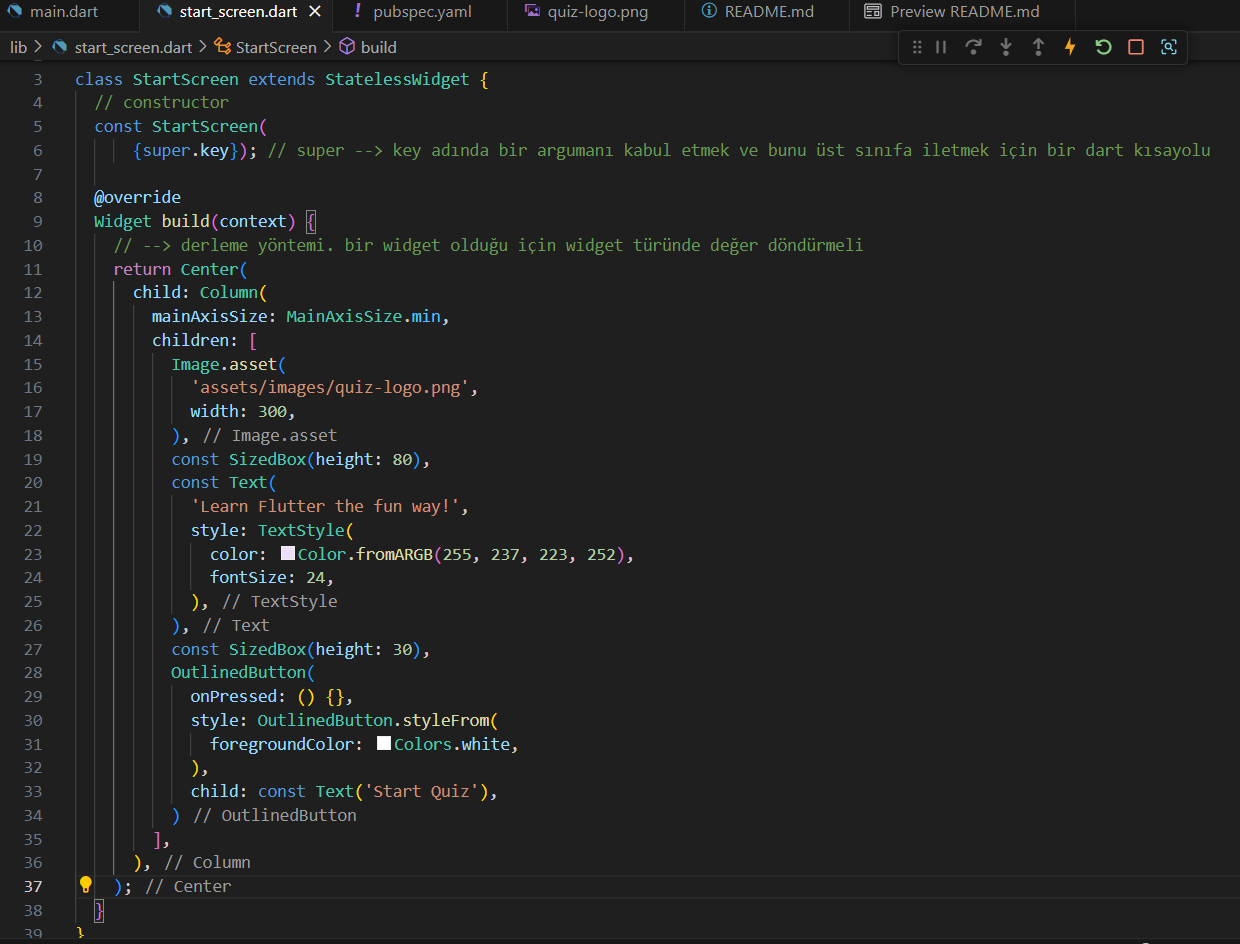 main.dart start_screen.dart pubspec.yaml quiz-logo.png README.md Preview README.md
lib > start_screen.dart > StartScreen > build
3 class StartScreen extends StatelessWidget {
4 // constructor
5 const StartScreen(
6 {super.key}); // super --> key adında bir argumanı kabul etmek ve bunu üst sınıfa iletmek için bir dart kısayolu
7
8 @override
9 Widget build(context) {
10 // --> derleme yöntemi. bir widget olduğu için widget türünde değer döndürmeli
11 return Center(
12 child: Column(
13 mainAxisSize: MainAxisSize.min,
14 children: [
15 Image.asset(
16 'assets/images/quiz-logo.png',
17 width: 300,
18 ), // Image.asset
19 const SizedBox(height: 80),
20 const Text(
21 'Learn Flutter the fun way!',
22 style: TextStyle(
23 color: Color.fromARGB(255, 237, 223, 252),
24 fontSize: 24,
25 ), // TextStyle
26 ), // Text
27 const SizedBox(height: 30),
28 OutlinedButton(
29 onPressed: () {},
30 style: OutlinedButton.styleFrom(
31 foregroundColor: Colors.white,
32 ),
33 child: const Text('Start Quiz'),
34 ) // OutlinedButton
35 ],
36 ), // Column
37 ); // Center
38 }
39 }